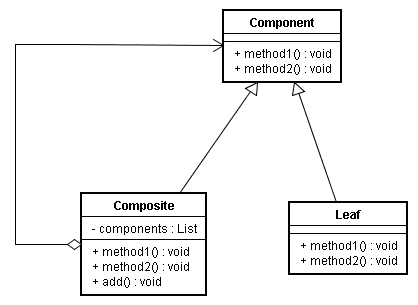 Component
+ method1() : void
+ method2() : void
Composite
- components : List
+ method1() : void
+ method2() : void
+ add() : void
Leaf
+ method1() : void
+ method2() : void